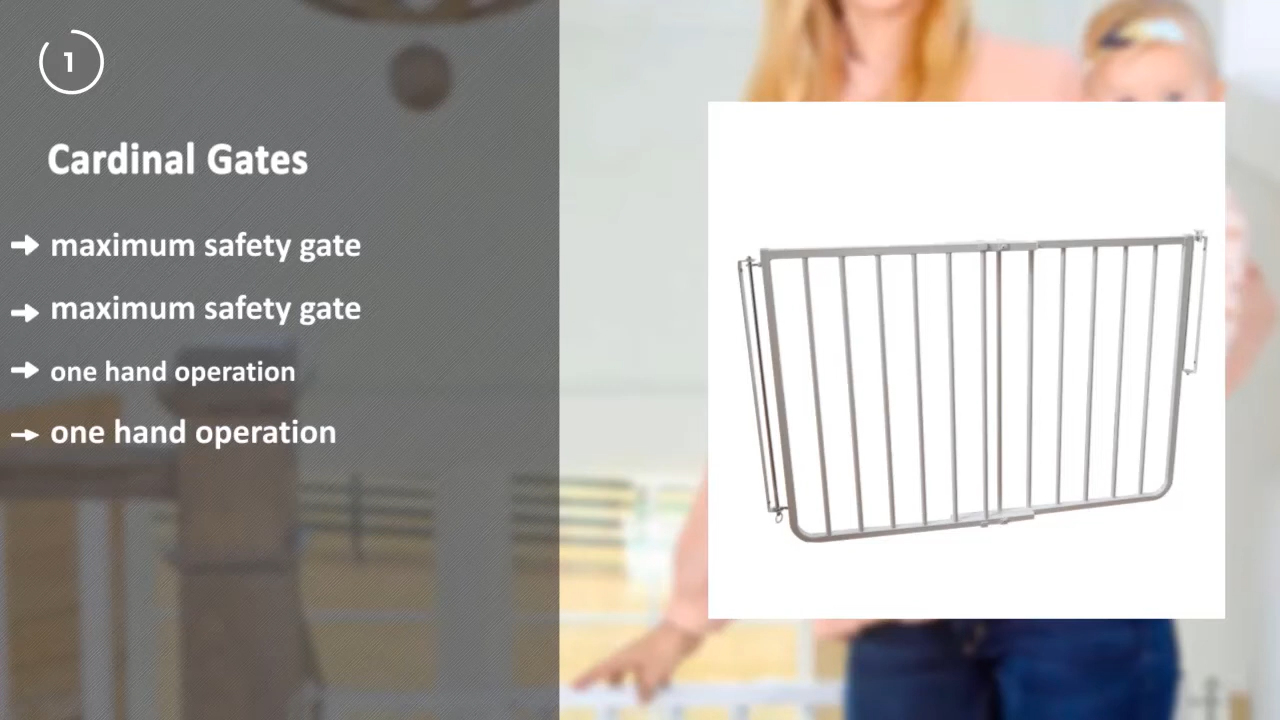 1
Cardinal Gates
maximum safety gate
maximum safety gate
one hand operation
one hand operation